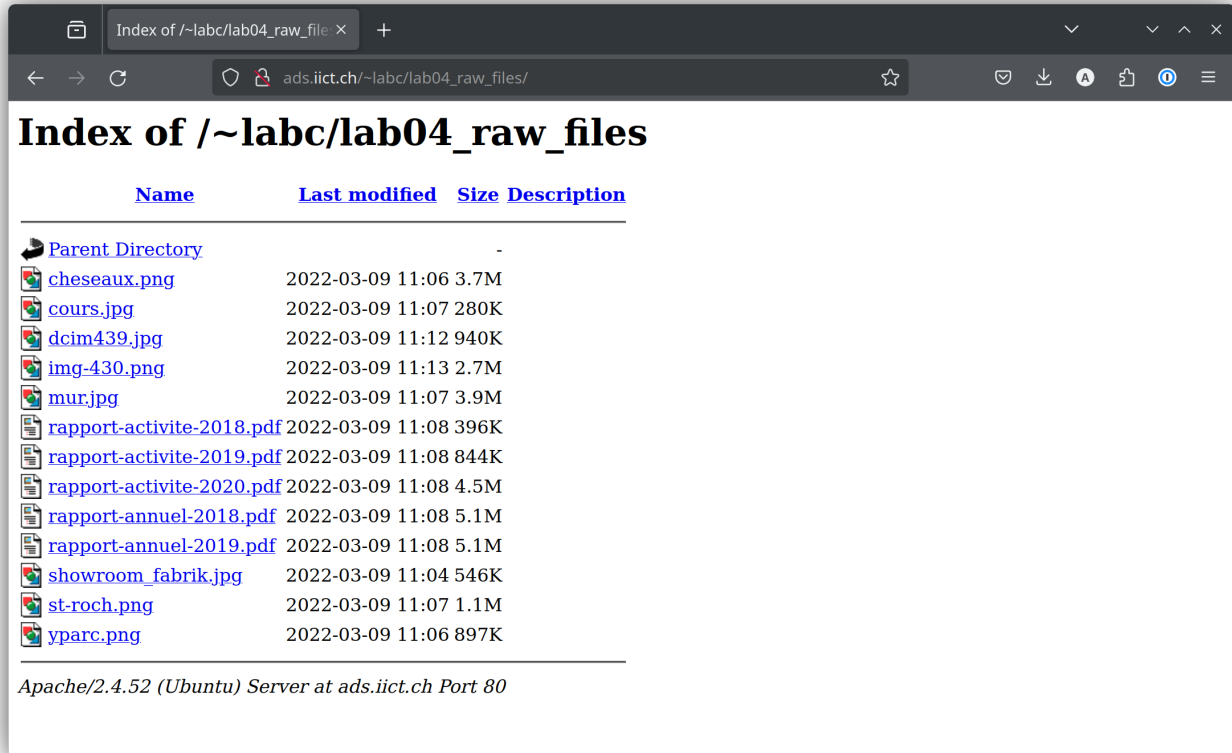 Index of /~labc/lab04_raw_file
ads.iict.ch/~labc/lab04_raw_files/
A
Index of /~labc/lab04_raw_files
Name Last modified Size Description
Parent Directory -
cheseaux.png 2022-03-09 11:06 3.7M
cours.jpg 2022-03-09 11:07 280K
dcim439.jpg 2022-03-09 11:12 940K
img-430.png 2022-03-09 11:13 2.7M
mur.jpg 2022-03-09 11:07 3.9M
rapport-activite-2018.pdf 2022-03-09 11:08 396K
rapport-activite-2019.pdf 2022-03-09 11:08 844K
rapport-activite-2020.pdf 2022-03-09 11:08 4.5M
rapport-annuel-2018.pdf 2022-03-09 11:08 5.1M
rapport-annuel-2019.pdf 2022-03-09 11:08 5.1M
showroom_fabrik.jpg 2022-03-09 11:04 546K
st-roch.png 2022-03-09 11:07 1.1M
yparc.png 2022-03-09 11:06 897K
Apache/2.4.52 (Ubuntu) Server at ads.iict.ch Port 80